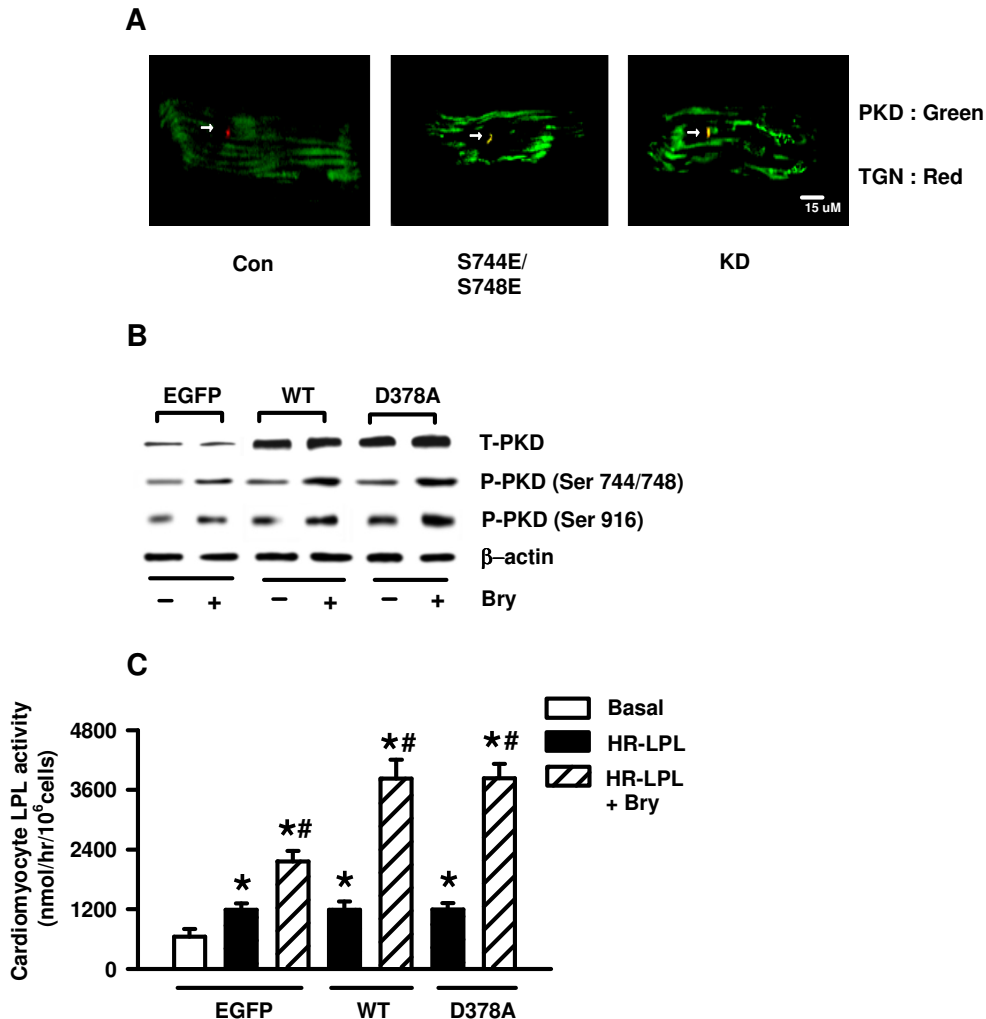 A
PKD : Green
TGN : Red
15 uM
Con
S744E/
S748E
KD
B
EGFP WT D378A
T-PKD
P-PKD (Ser 744/748)
P-PKD (Ser 916)
β–actin
– + – + – + Bry
C
Cardiomyocyte LPL activity
(nmol/hr/10⁶cells)
4800
3600
2400
1200
0
* *# * *# * *#
Basal
HR-LPL
HR-LPL
+ Bry
EGFP WT D378A